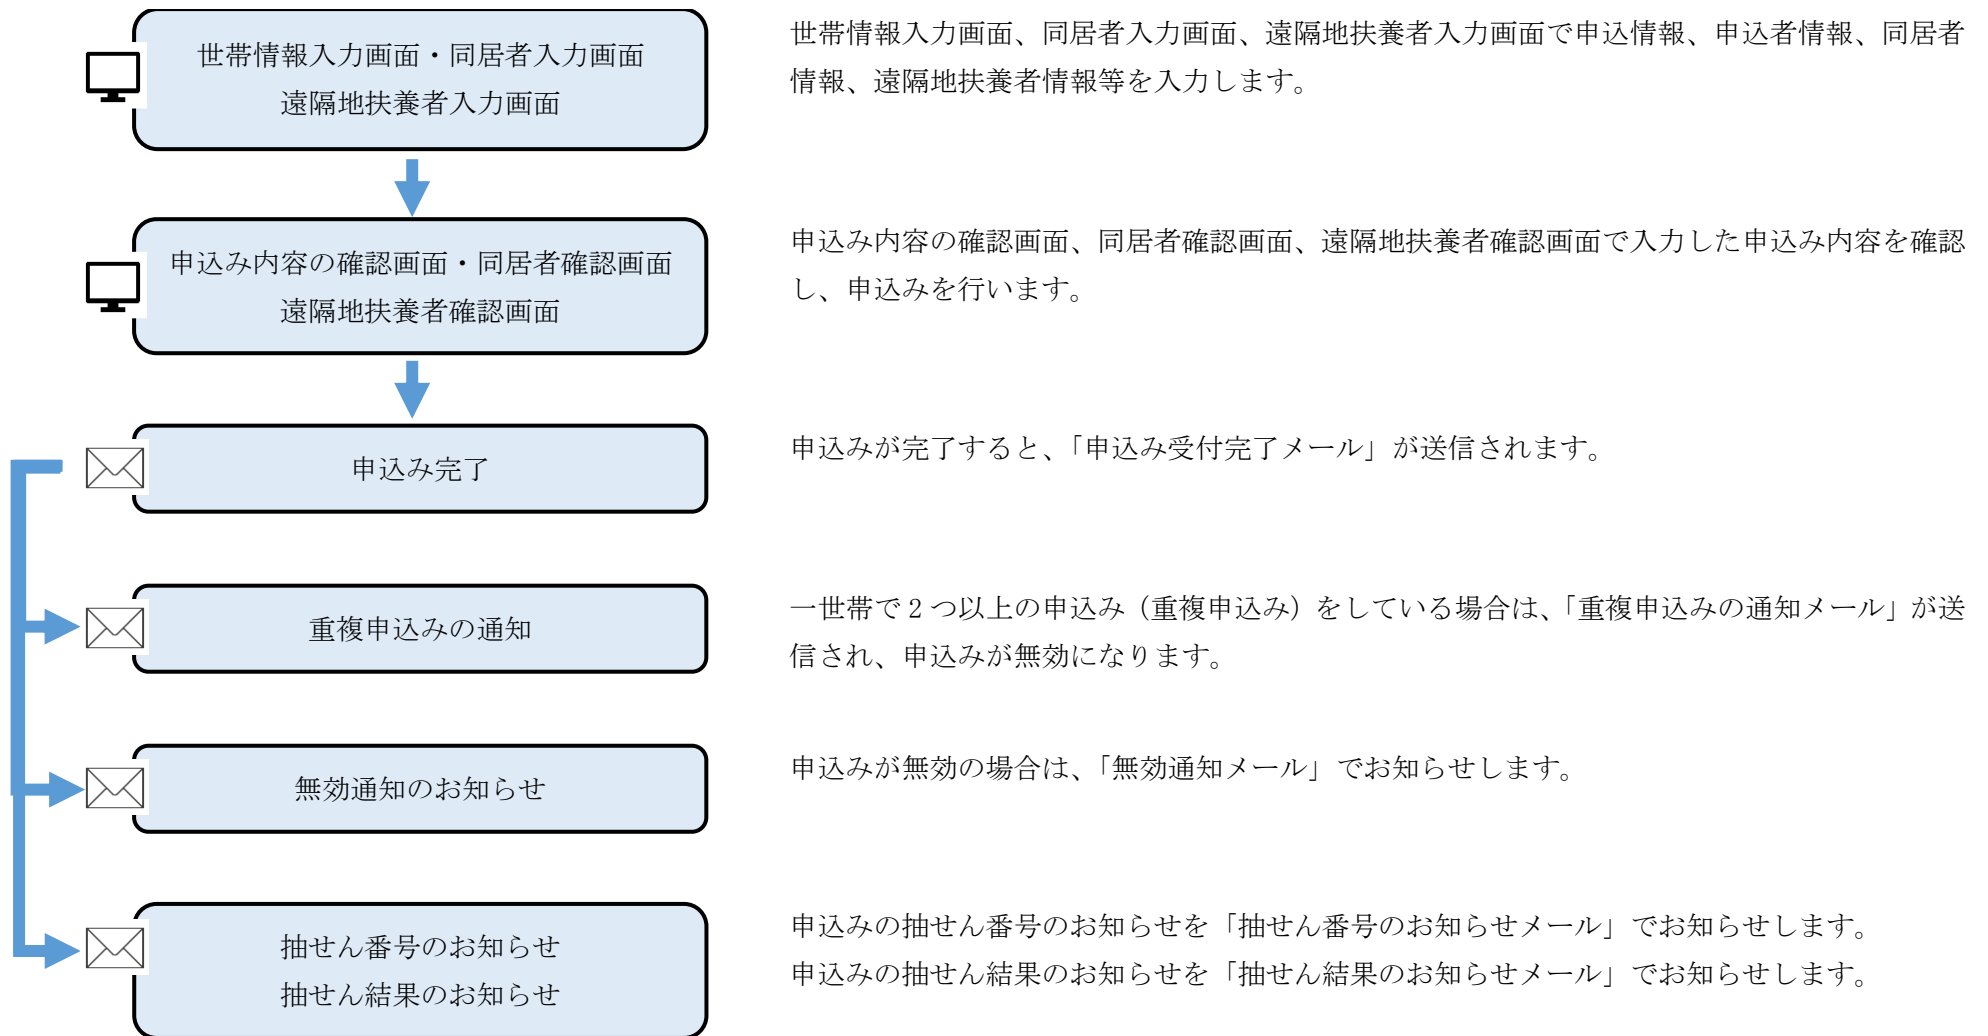 世帯情報入力画面・同居者入力画面
遠隔地扶養者入力画面
世帯情報入力画面、同居者入力画面、遠隔地扶養者入力画面で申込情報、申込者情報、同居者
情報、遠隔地扶養者情報等を入力します。
申込み内容の確認画面・同居者確認画面
遠隔地扶養者確認画面
申込み内容の確認画面、同居者確認画面、遠隔地扶養者確認画面で入力した申込み内容を確認
し、申込みを行います。
申込み完了
申込みが完了すると、「申込み受付完了メール」が送信されます。
重複申込みの通知
一世帯で2つ以上の申込み（重複申込み）をしている場合は、「重複申込みの通知メール」が送
信され、申込みが無効になります。
無効通知のお知らせ
申込みが無効の場合は、「無効通知メール」でお知らせします。
抽せん番号のお知らせ
抽せん結果のお知らせ
申込みの抽せん番号のお知らせを「抽せん番号のお知らせメール」でお知らせします。
申込みの抽せん結果のお知らせを「抽せん結果のお知らせメール」でお知らせします。